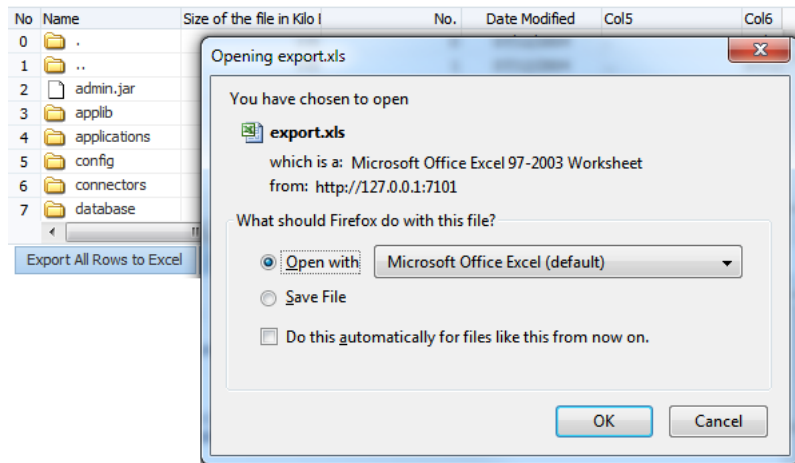 No Name Size of the file in Kilo No. Date Modified Col5 Col6
0 .
1 ..
2 admin.jar
3 applib
4 applications
5 config
6 connectors
7 database
Export All Rows to Excel
Opening export.xls
You have chosen to open
export.xls
which is a: Microsoft Office Excel 97-2003 Worksheet
from: http://127.0.0.1:7101
What should Firefox do with this file?
Open with Microsoft Office Excel (default)
Save File
Do this automatically for files like this from now on.
OK Cancel